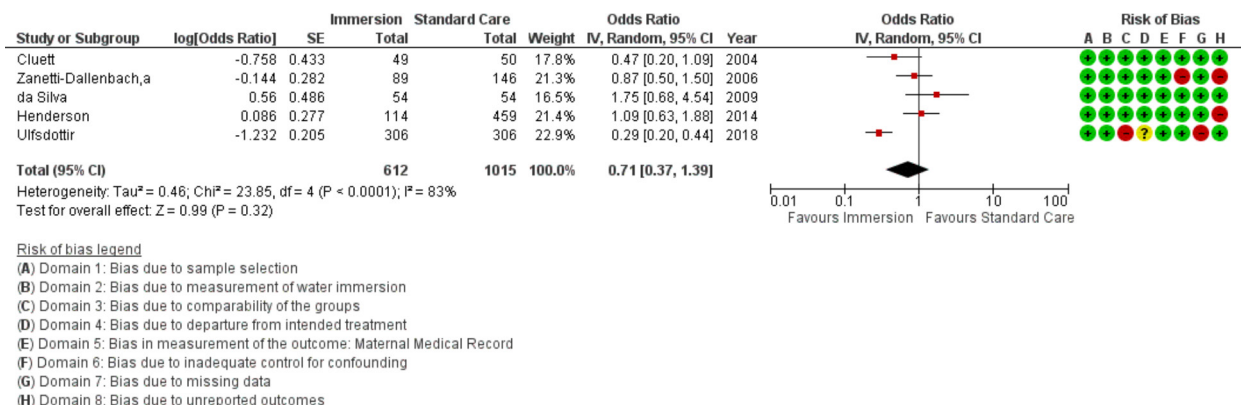 Immersion Standard Care Odds Ratio Odds Ratio Risk of Bias
Study or Subgroup log[Odds Ratio] SE Total Total Weight IV, Random, 95% CI Year IV, Random, 95% CI A B C D E F G H
Cluett -0.758 0.433 49 50 17.8% 0.47 [0.20, 1.09] 2004 + + + + + + + +
Zanetti-Dallenbach,a -0.144 0.282 89 146 21.3% 0.87 [0.50, 1.50] 2006 + + + + + - + -
da Silva 0.56 0.486 54 54 16.5% 1.75 [0.68, 4.54] 2009 + + + + + + + +
Henderson 0.086 0.277 114 459 21.4% 1.09 [0.63, 1.88] 2014 + + + + + + + -
Ulfsdottir -1.232 0.205 306 306 22.9% 0.29 [0.20, 0.44] 2018 + + - ? + + - +
Total (95% CI) 612 1015 100.0% 0.71 [0.37, 1.39]
Heterogeneity: Tau² = 0.46; Chi² = 23.85, df = 4 (P < 0.0001); I² = 83%
Test for overall effect: Z = 0.99 (P = 0.32)
0.01 0.1 1 10 100
Favours Immersion Favours Standard Care
Risk of bias legend
(A) Domain 1: Bias due to sample selection
(B) Domain 2: Bias due to measurement of water immersion
(C) Domain 3: Bias due to comparability of the groups
(D) Domain 4: Bias due to departure from intended treatment
(E) Domain 5: Bias in measurement of the outcome: Maternal Medical Record
(F) Domain 6: Bias due to inadequate control for confounding
(G) Domain 7: Bias due to missing data
(H) Domain 8: Bias due to unreported outcomes